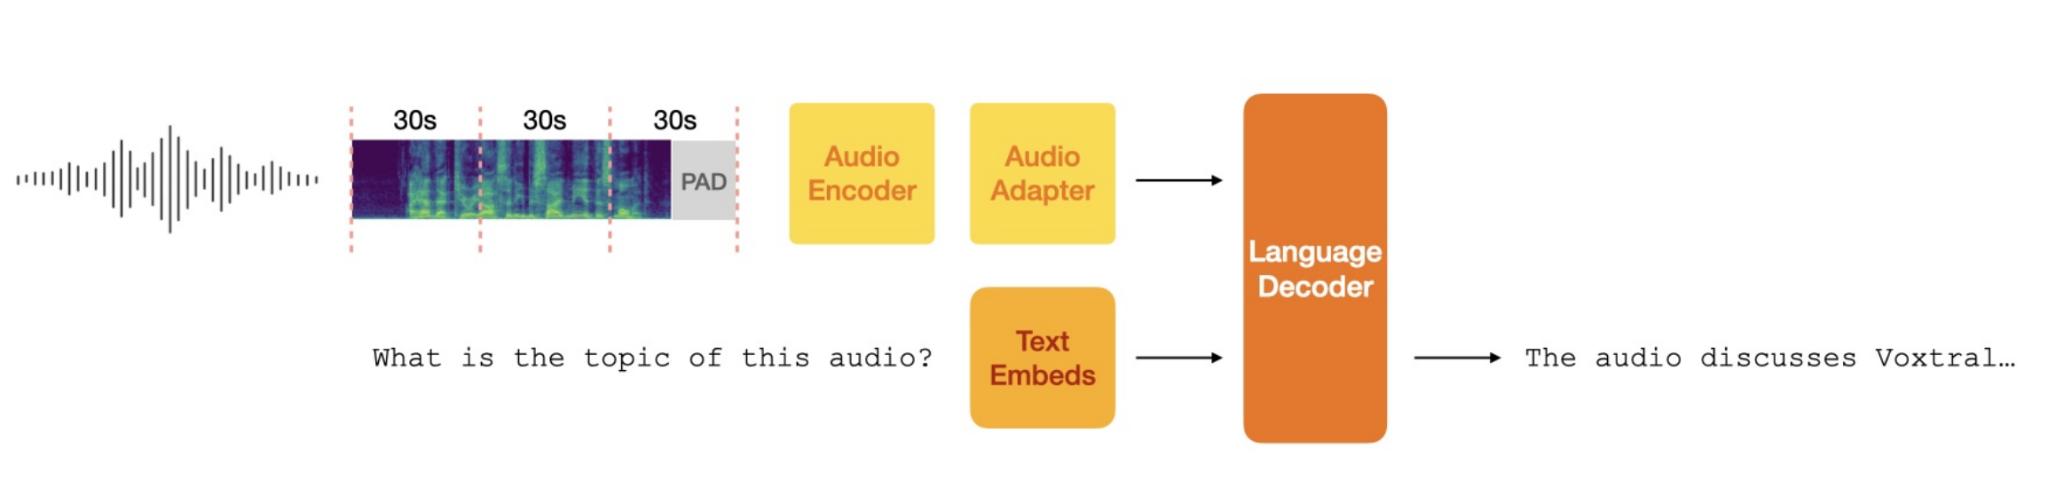 30s
30s
30s
PAD
Audio
Encoder
Audio
Adapter
Language
Decoder
What is the topic of this audio?
Text
Embeds
The audio discusses Voxtral…